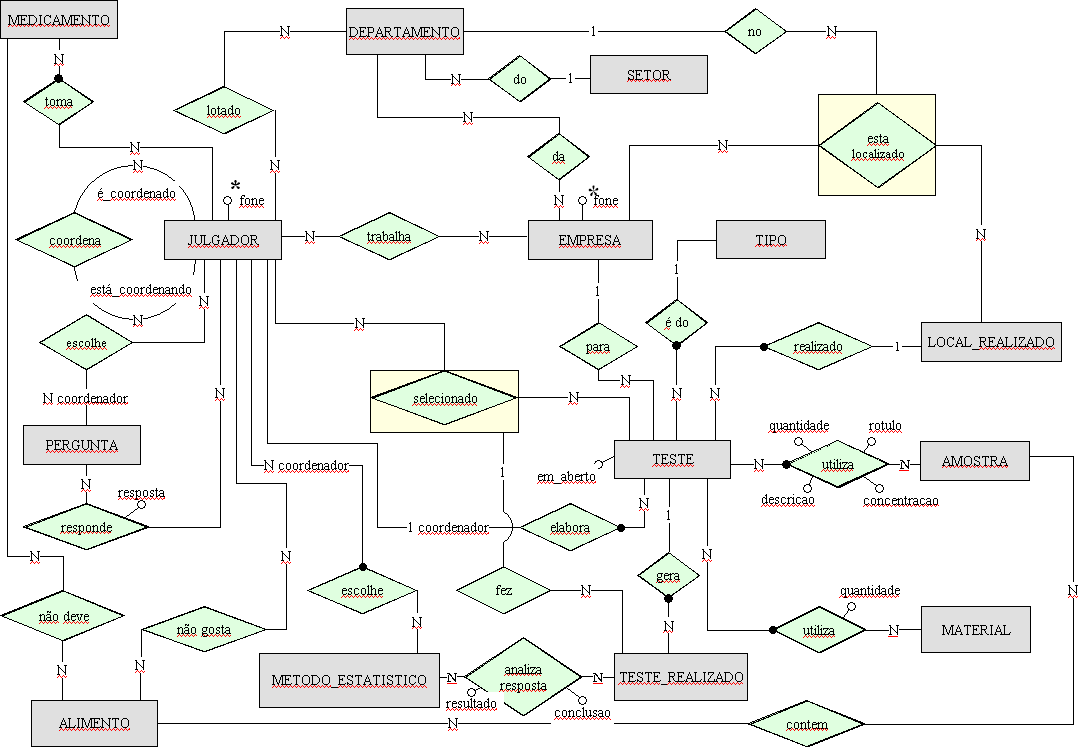 MEDICAMENTO
DEPARTAMENTO
SETOR
N
1
no
N
N
do
1
toma
lotado
N
N
da
esta
localizado
N
N
N
N
N
é_coordenado
*
fone
*
fone
coordena
JULGADOR
N
trabalha
N
EMPRESA
TIPO
N
1
está_coordenando
N
1
N
N
é do
escolhe
para
realizado
1
LOCAL_REALIZADO
N
N
N
N
N coordenador
selecionado
N
quantidade
rotulo
PERGUNTA
TESTE
N
utiliza
N
AMOSTRA
N coordenador
1
em_aberto
N
resposta
descricao
concentracao
N
1
responde
1 coordenador
elabora
N
N
N
gera
escolhe
fez
N
quantidade
N
não deve
não gosta
N
N
utiliza
N
MATERIAL
N
N
METODO_ESTATISTICO
N
analiza
resposta
N
TESTE_REALIZADO
resultado
conclusao
ALIMENTO
N
N
contem